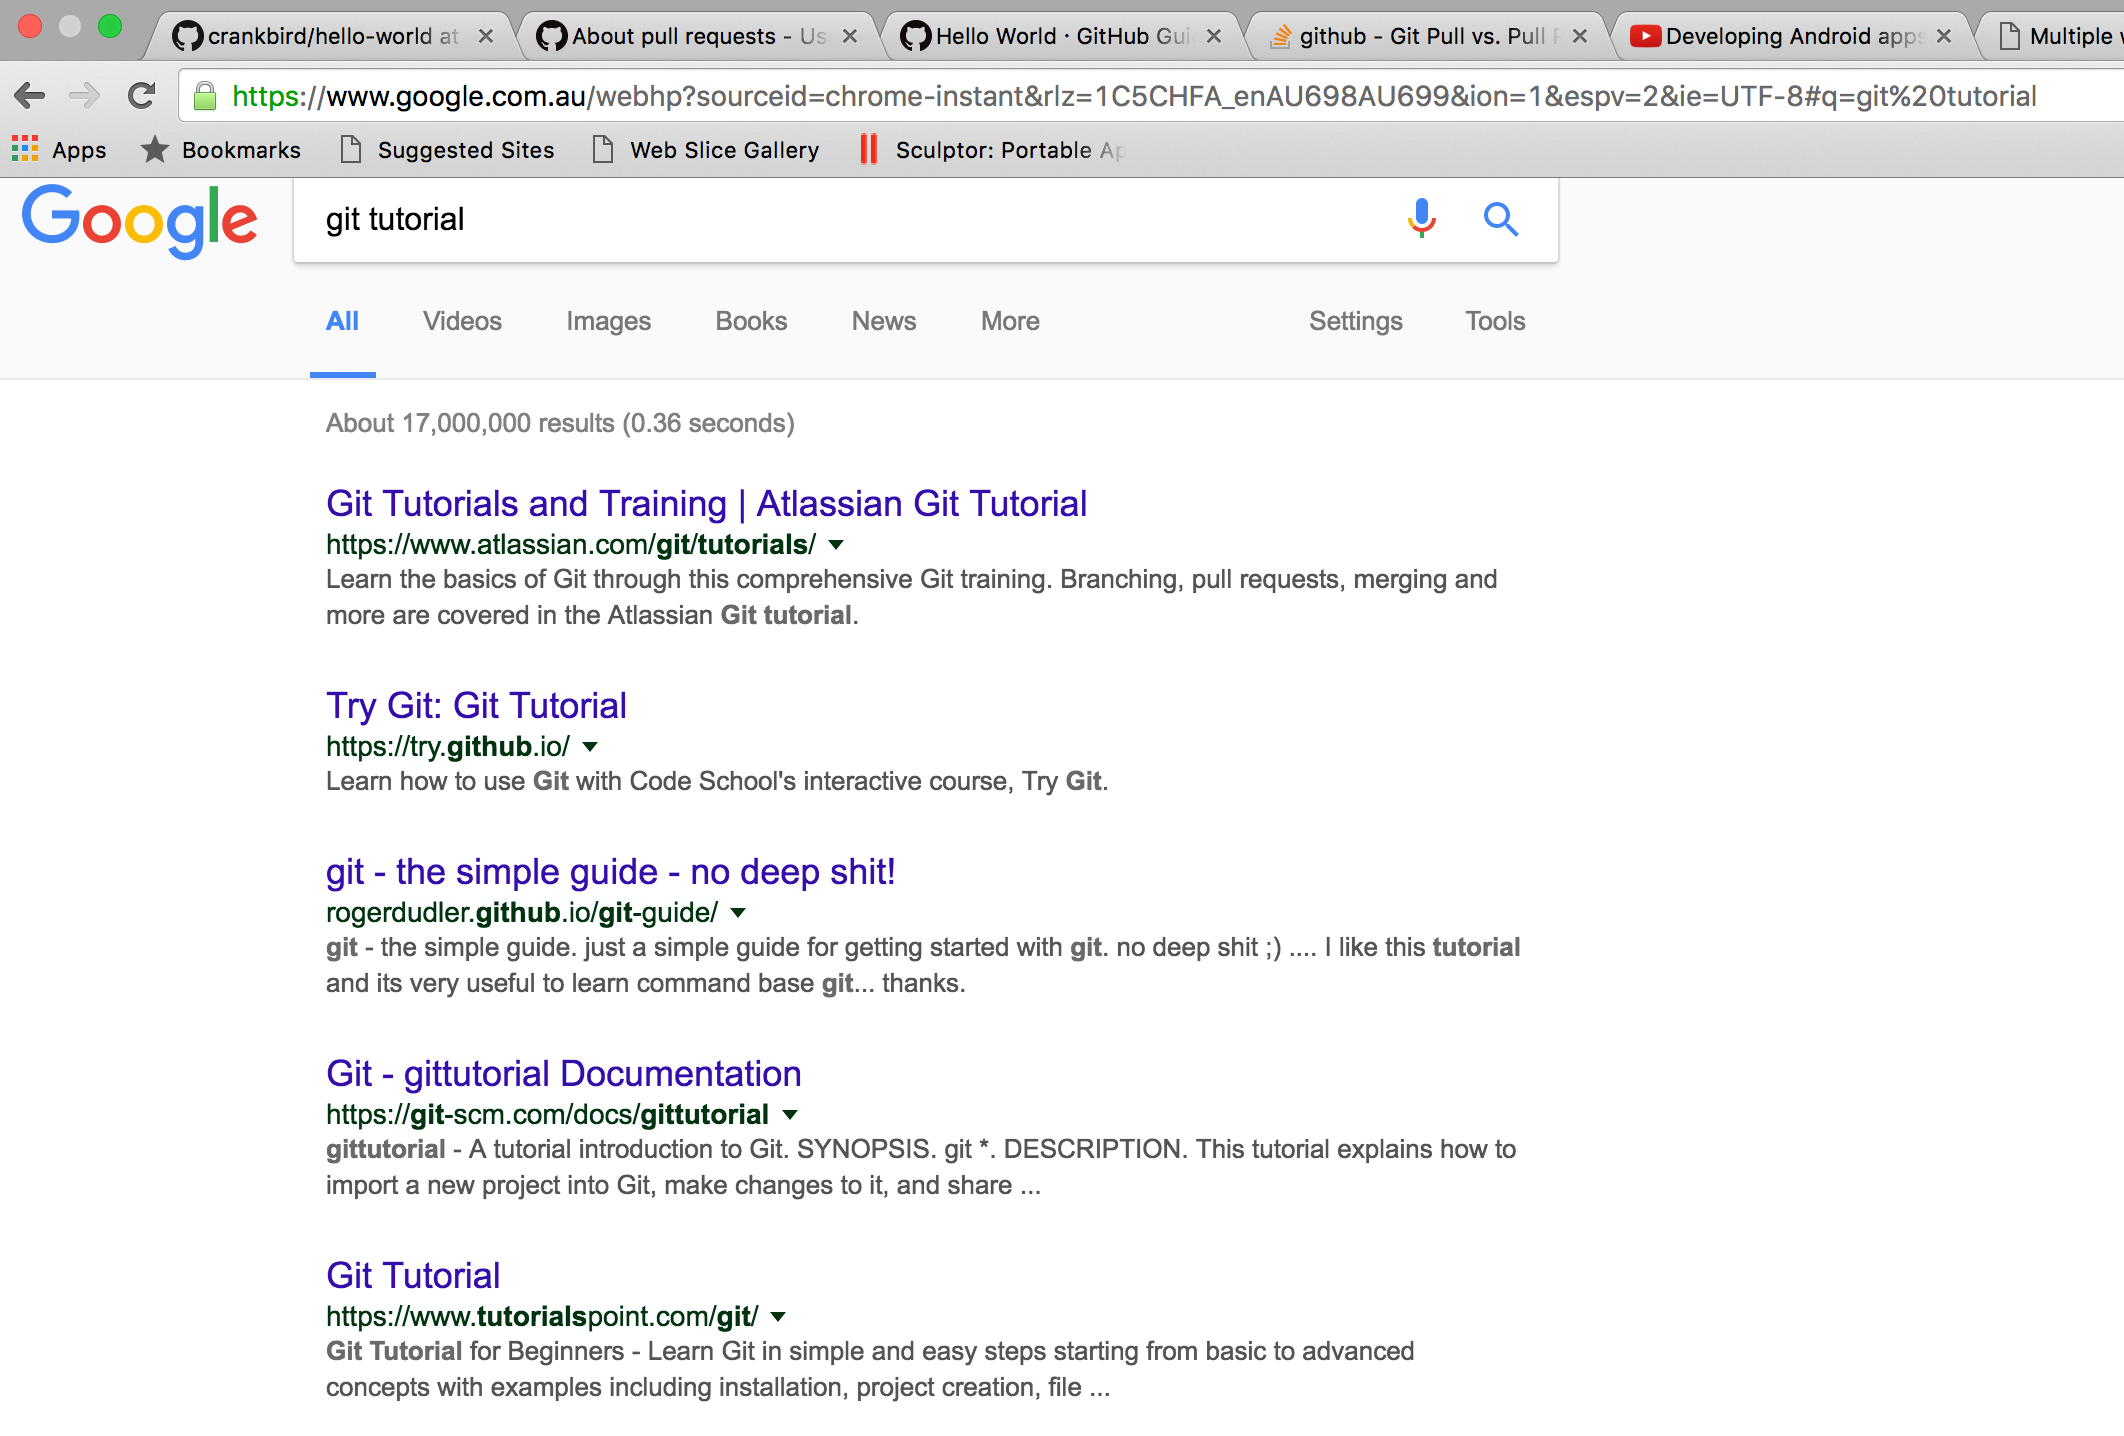 crankbird/hello-world at
About pull requests - Us
Hello World · GitHub Gui
github - Git Pull vs. Pull
Developing Android apps
Multiple
https://www.google.com.au/webhp?sourceid=chrome-instant&rlz=1C5CHFA_enAU698AU699&ion=1&espv=2&ie=UTF-8#q=git%20tutorial
Apps
Bookmarks
Suggested Sites
Web Slice Gallery
Sculptor: Portable Ap
Google
git tutorial
All
Videos
Images
Books
News
More
Settings
Tools
About 17,000,000 results (0.36 seconds)
Git Tutorials and Training | Atlassian Git Tutorial
https://www.atlassian.com/git/tutorials/
Learn the basics of Git through this comprehensive Git training. Branching, pull requests, merging and
more are covered in the Atlassian Git tutorial.
Try Git: Git Tutorial
https://try.github.io/
Learn how to use Git with Code School's interactive course, Try Git.
git - the simple guide - no deep shit!
rogerdudler.github.io/git-guide/
git - the simple guide. just a simple guide for getting started with git. no deep shit ;) .... I like this tutorial
and its very useful to learn command base git... thanks.
Git - gittutorial Documentation
https://git-scm.com/docs/gittutorial
gittutorial - A tutorial introduction to Git. SYNOPSIS. git *. DESCRIPTION. This tutorial explains how to
import a new project into Git, make changes to it, and share ...
Git Tutorial
https://www.tutorialspoint.com/git/
Git Tutorial for Beginners - Learn Git in simple and easy steps starting from basic to advanced
concepts with examples including installation, project creation, file ...